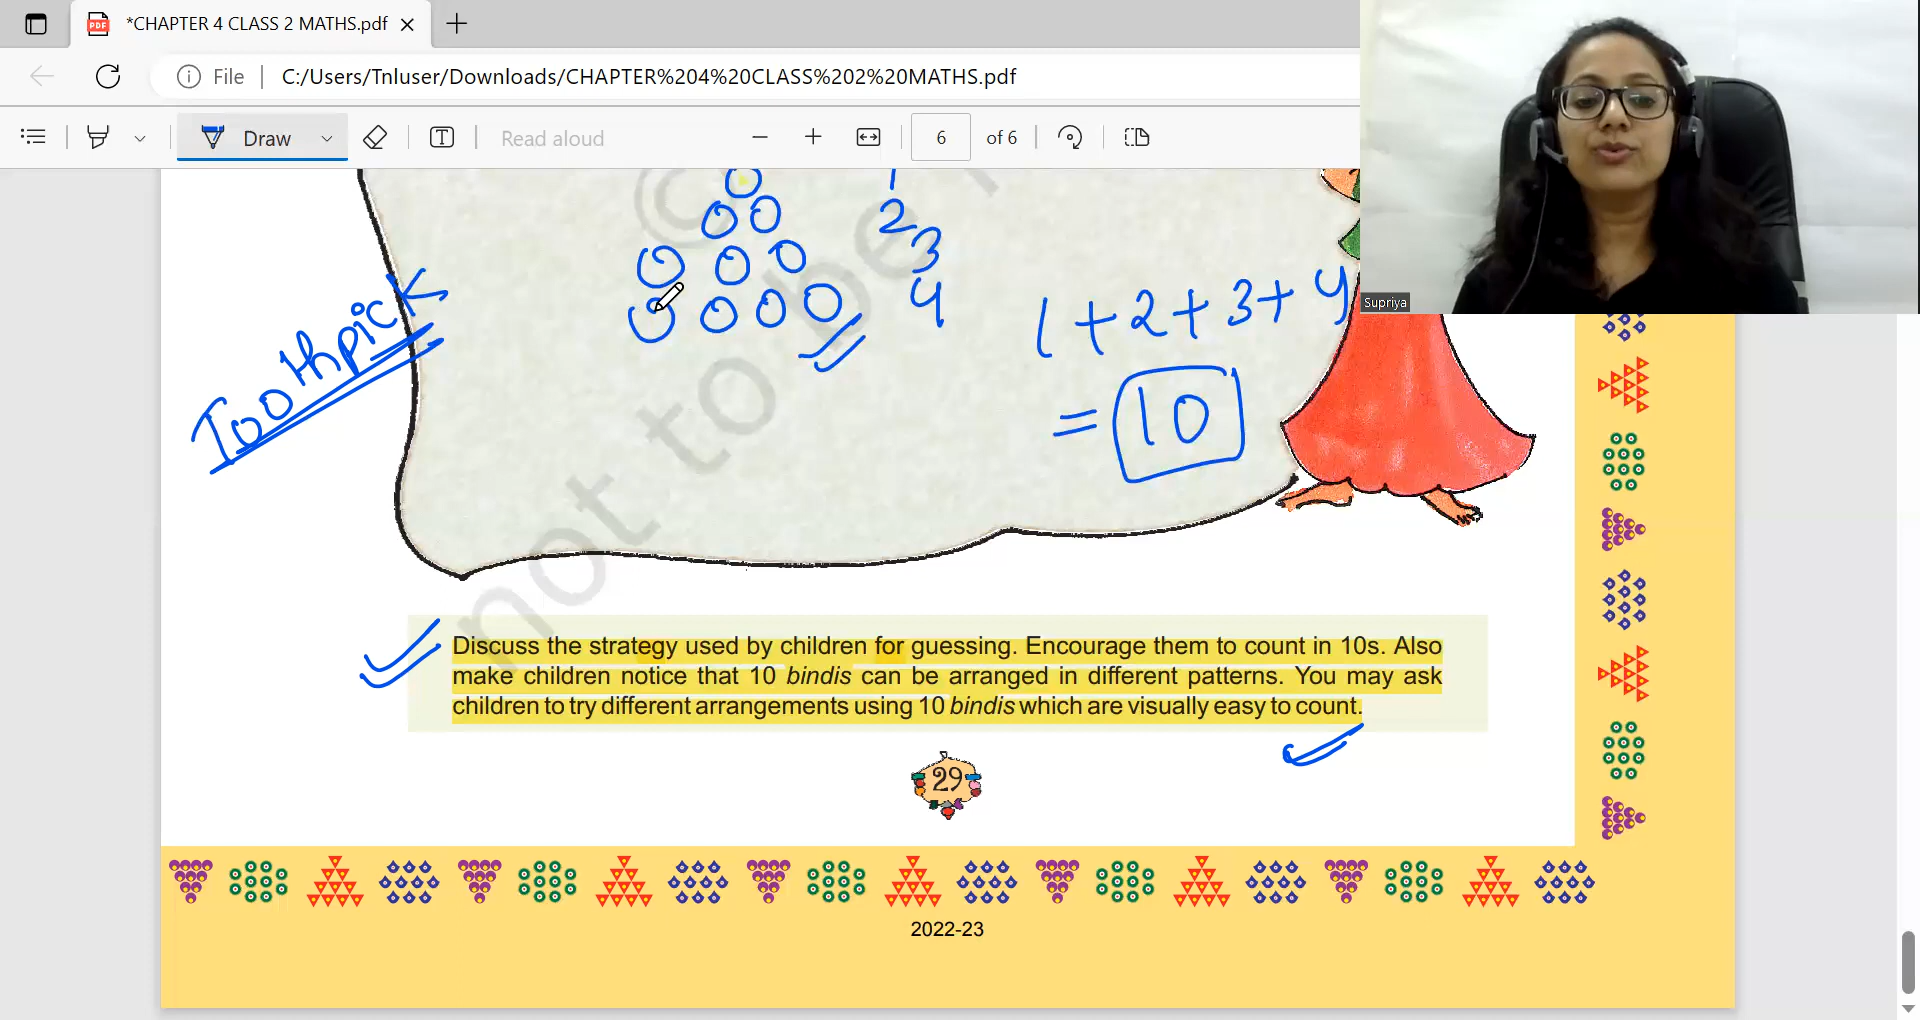 *CHAPTER 4 CLASS 2 MATHS.pdf
File C:/Users/Tnluser/Downloads/CHAPTER%204%20CLASS%202%20MATHS.pdf
Draw Read aloud 6 of 6
1
2
3
4
Toothpick
1+2+3+4
= 10
Supriya
not to be
Discuss the strategy used by children for guessing. Encourage them to count in 10s. Also
make children notice that 10 bindis can be arranged in different patterns. You may ask
children to try different arrangements using 10 bindis which are visually easy to count.
29
2022-23